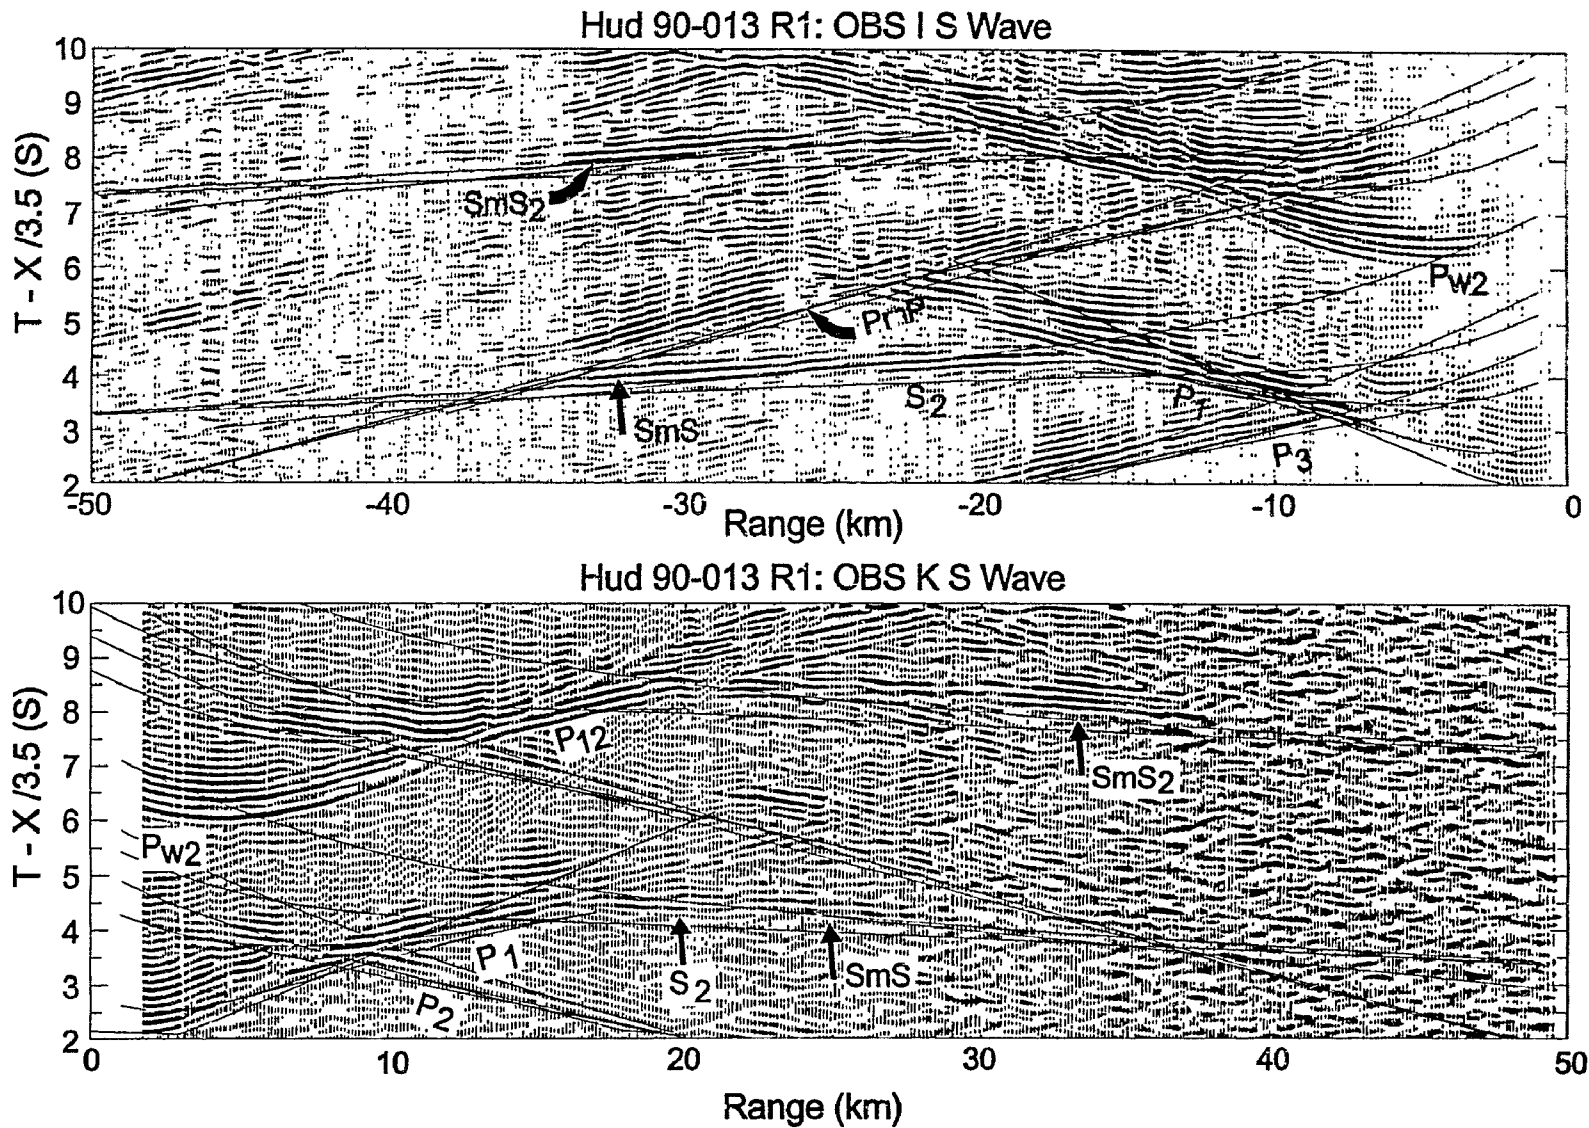 Hud 90-013 R1: OBS I S Wave
10
9
8
7
6
5
4
3
2
T - X /3.5 (S)
SmS2
PmP
Pw2
S2
P1
SmS
P3
-50
-40
-30
-20
-10
0
Range (km)
Hud 90-013 R1: OBS K S Wave
10
9
8
7
6
5
4
3
2
T - X /3.5 (S)
P12
SmS2
Pw2
P1
S2
SmS
P2
0
10
20
30
40
50
Range (km)